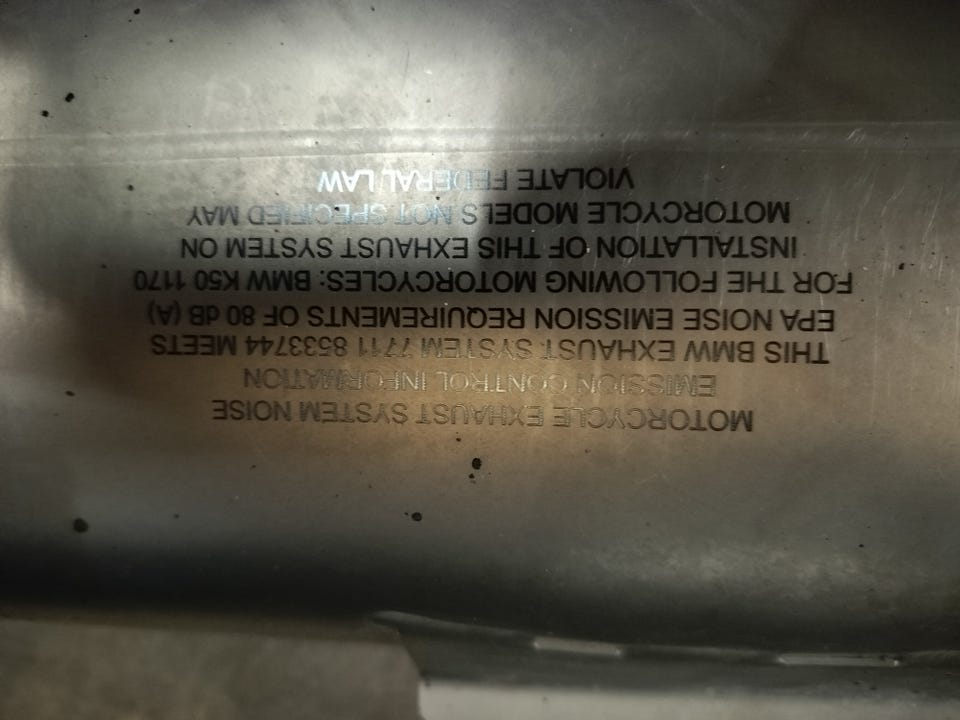 MOTORCYCLE EXHAUST SYSTEM NOISE
EMISSION CONTROL INFORMATION
THIS BMW EXHAUST SYSTEM 7711 8533744 MEETS
EPA NOISE EMISSION REQUIREMENTS OF 80 dB (A)
FOR THE FOLLOWING MOTORCYCLES: BMW K50 1170
INSTALLATION OF THIS EXHAUST SYSTEM ON
MOTORCYCLE MODELS NOT SPECIFIED MAY
VIOLATE FEDERAL LAW